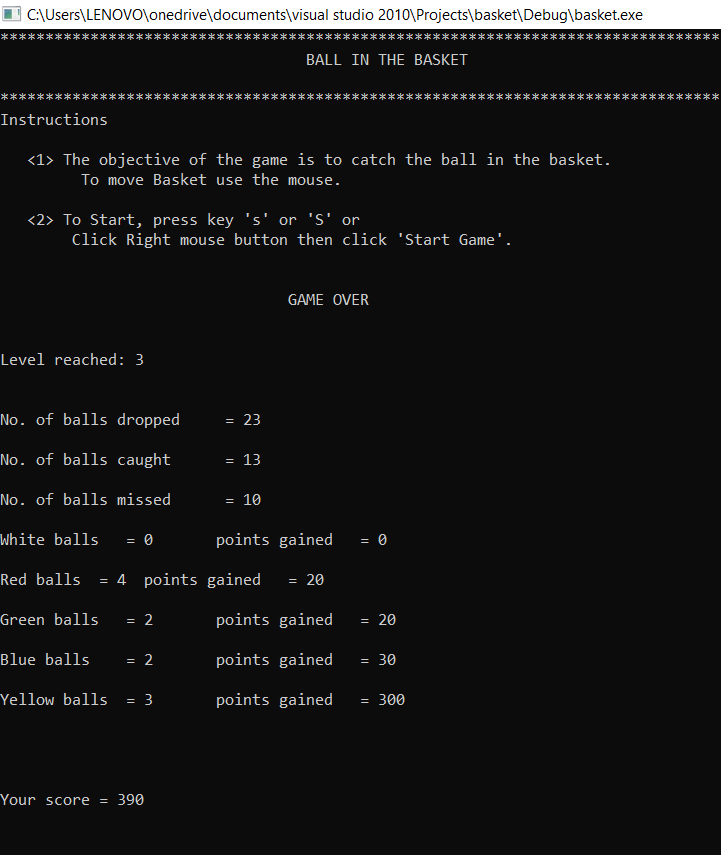 C:\Users\LENOVO\onedrive\documents\visual studio 2010\Projects\basket\Debug\basket.exe
********************************************************************************
BALL IN THE BASKET
********************************************************************************
Instructions
<1> The objective of the game is to catch the ball in the basket.
To move Basket use the mouse.
<2> To Start, press key 's' or 'S' or
Click Right mouse button then click 'Start Game'.
GAME OVER
Level reached: 3
No. of balls dropped = 23
No. of balls caught = 13
No. of balls missed = 10
White balls = 0 points gained = 0
Red balls = 4 points gained = 20
Green balls = 2 points gained = 20
Blue balls = 2 points gained = 30
Yellow balls = 3 points gained = 300
Your score = 390